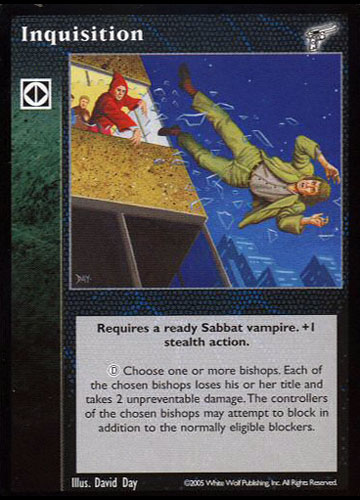 Inquisition
DAY
Requires a ready Sabbat vampire. +1
stealth action.
Choose one or more bishops. Each of
the chosen bishops loses his or her title and
takes 2 unpreventable damage. The controllers
of the chosen bishops may attempt to block in
addition to the normally eligible blockers.
Illus. David Day
©2005 White Wolf Publishing, Inc. All Rights Reserved.